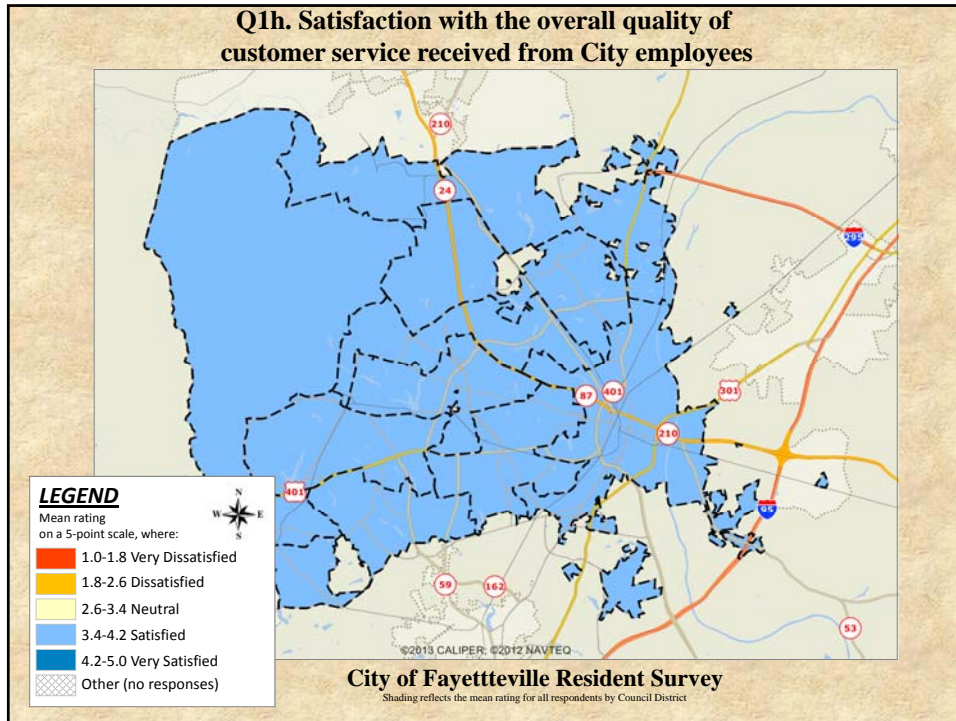 Q1h. Satisfaction with the overall quality of
customer service received from City employees
210
24
295
87
401
301
210
401
95
59
162
53
LEGEND
Mean rating
on a 5-point scale, where:
N
W E
S
1.0-1.8 Very Dissatisfied
1.8-2.6 Dissatisfied
2.6-3.4 Neutral
3.4-4.2 Satisfied
4.2-5.0 Very Satisfied
Other (no responses)
©2013 CALIPER; ©2012 NAVTEQ
City of Fayettteville Resident Survey
Shading reflects the mean rating for all respondents by Council District